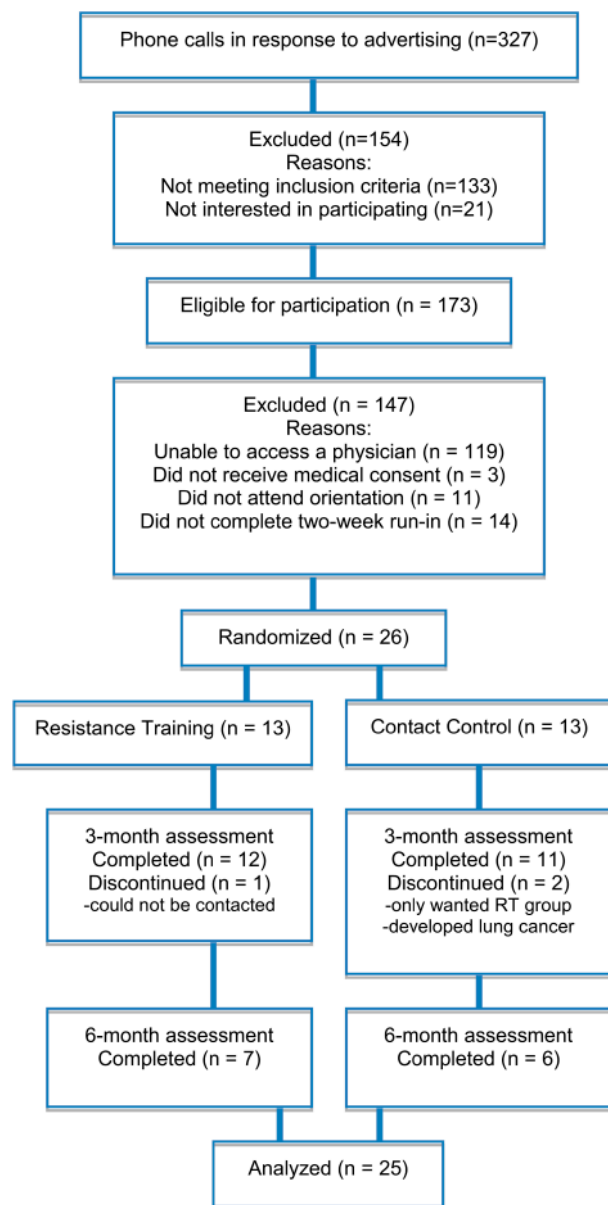 Phone calls in response to advertising (n=327)
Excluded (n=154)
Reasons:
Not meeting inclusion criteria (n=133)
Not interested in participating (n=21)
Eligible for participation (n = 173)
Excluded (n = 147)
Reasons:
Unable to access a physician (n = 119)
Did not receive medical consent (n = 3)
Did not attend orientation (n = 11)
Did not complete two-week run-in (n = 14)
Randomized (n = 26)
Resistance Training (n = 13)
Contact Control (n = 13)
3-month assessment
Completed (n = 12)
Discontinued (n = 1)
-could not be contacted
3-month assessment
Completed (n = 11)
Discontinued (n = 2)
-only wanted RT group
-developed lung cancer
6-month assessment
Completed (n = 7)
6-month assessment
Completed (n = 6)
Analyzed (n = 25)